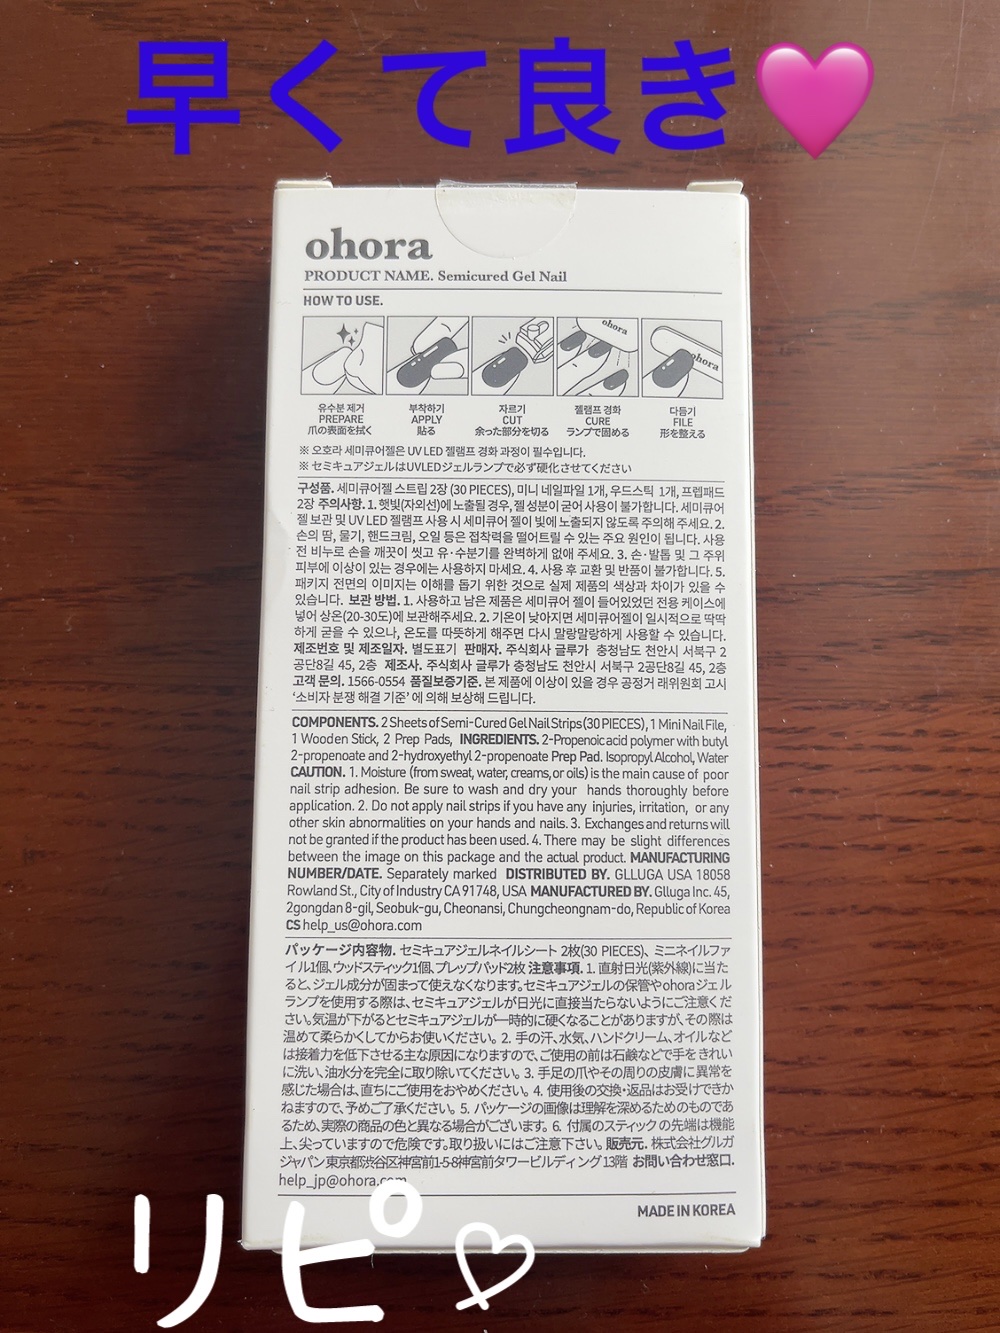 早くて良き🩷
ohora
PRODUCT NAME. Semicured Gel Nail
HOW TO USE.
ohora
ohora
유수분 제거
PREPARE
爪の表面を拭く
부착하기
APPLY
貼る
자르기
CUT
余った部分を切る
젤램프 경화
CURE
ランプで固める
다듬기
FILE
形を整える
※ 오호라 세미큐어젤은 UV LED 젤램프 경화 과정이 필수입니다.
※ セミキュアジェルはUVLEDジェルランプで必ず硬化させてください
구성품. 세미큐어젤 스트립 2장 (30 PIECES), 미니 네일파일 1개, 우드스틱 1개, 프렙패드
2장 주의사항. 1. 햇빛(자외선)에 노출될 경우, 젤 성분이 굳어 사용이 불가합니다. 세미큐어
젤 보관 및 UV LED 젤램프 사용 시 세미큐어 젤이 빛에 노출되지 않도록 주의해 주세요. 2.
손의 땀, 물기, 핸드크림, 오일 등은 접착력을 떨어트릴 수 있는 주요 원인이 됩니다. 사용
전 비누로 손을 깨끗이 씻고 유·수분기를 완벽하게 없애 주세요. 3. 손·발톱 및 그 주위
피부에 이상이 있는 경우에는 사용하지 마세요. 4. 사용 후 교환 및 반품이 불가합니다. 5.
패키지 전면의 이미지는 이해를 돕기 위한 것으로 실제 제품의 색상과 차이가 있을 수
있습니다. 보관 방법. 1. 사용하고 남은 제품은 세미큐어 젤이 들어있었던 전용 케이스에
넣어 상온(20-30도)에 보관해주세요. 2. 기온이 낮아지면 세미큐어젤이 일시적으로 딱딱
하게 굳을 수 있으나, 온도를 따뜻하게 해주면 다시 말랑말랑하게 사용할 수 있습니다.
제조번호 및 제조일자. 별도표기 판매자. 주식회사 글루가 충청남도 천안시 서북구 2
공단8길 45, 2층 제조사. 주식회사 글루가 충청남도 천안시 서북구 2공단8길 45, 2층
고객 문의. 1566-0554 품질보증기준. 본 제품에 이상이 있을 경우 공정거 래위원회 고시
‘소비자 분쟁 해결 기준’ 에 의해 보상해 드립니다.
COMPONENTS. 2 Sheets of Semi-Cured Gel Nail Strips (30 PIECES), 1 Mini Nail File,
1 Wooden Stick, 2 Prep Pads, INGREDIENTS. 2-Propenoic acid polymer with butyl
2-propenoate and 2-hydroxyethyl 2-propenoate Prep Pad. Isopropyl Alcohol, Water
CAUTION. 1. Moisture (from sweat, water, creams, or oils) is the main cause of poor
nail strip adhesion. Be sure to wash and dry your hands thoroughly before
application. 2. Do not apply nail strips if you have any injuries, irritation, or any
other skin abnormalities on your hands and nails. 3. Exchanges and returns will
not be granted if the product has been used. 4. There may be slight differences
between the image on this package and the actual product. MANUFACTURING
NUMBER/DATE. Separately marked DISTRIBUTED BY. GLLUGA USA 18058
Rowland St., City of Industry CA 91748, USA MANUFACTURED BY. Glluga Inc. 45,
2gongdan 8-gil, Seobuk-gu, Cheonansi, Chungcheongnam-do, Republic of Korea
CS help_us@ohora.com
パッケージ内容物. セミキュアジェルネイルシート 2枚(30 PIECES)、ミニネイルファ
イル1個、ウッドスティック1個、プレップパッド2枚 注意事項. 1. 直射日光(紫外線)に当た
ると、ジェル成分が固まって使えなくなります。セミキュアジェルの保管やohoraジェル
ランプを使用する際は、セミキュアジェルが日光に直接当たらないようにご注意くだ
さい。気温が下がるとセミキュアジェルが一時的に硬くなることがありますが、その際は
温めて柔らかくしてからお使いください。2. 手の汗、水気、ハンドクリーム、オイルなど
は接着力を低下させる主な原因になりますので、ご使用の前は石鹸などで手をきれい
に洗い、油水分を完全に取り除いてください。3. 手足の爪やその周りの皮膚に異常を
感じた場合は、直ちにご使用をおやめください。4. 使用後の交換・返品はお受けできか
ねますので、予めご了承ください。5. パッケージの画像は理解を深めるためのものであ
るため、実際の商品の色と異なる場合がございます。6. 付属のスティックの先端は機能
上、尖っていますので危険です。取り扱いにはご注意下さい。販売元. 株式会社グルガ
ジャパン 東京都渋谷区神宮前1-5-8神宮前タワービルディング13階 お問い合わせ窓口.
help_jp@ohora.com
MADE IN KOREA
リピ♡